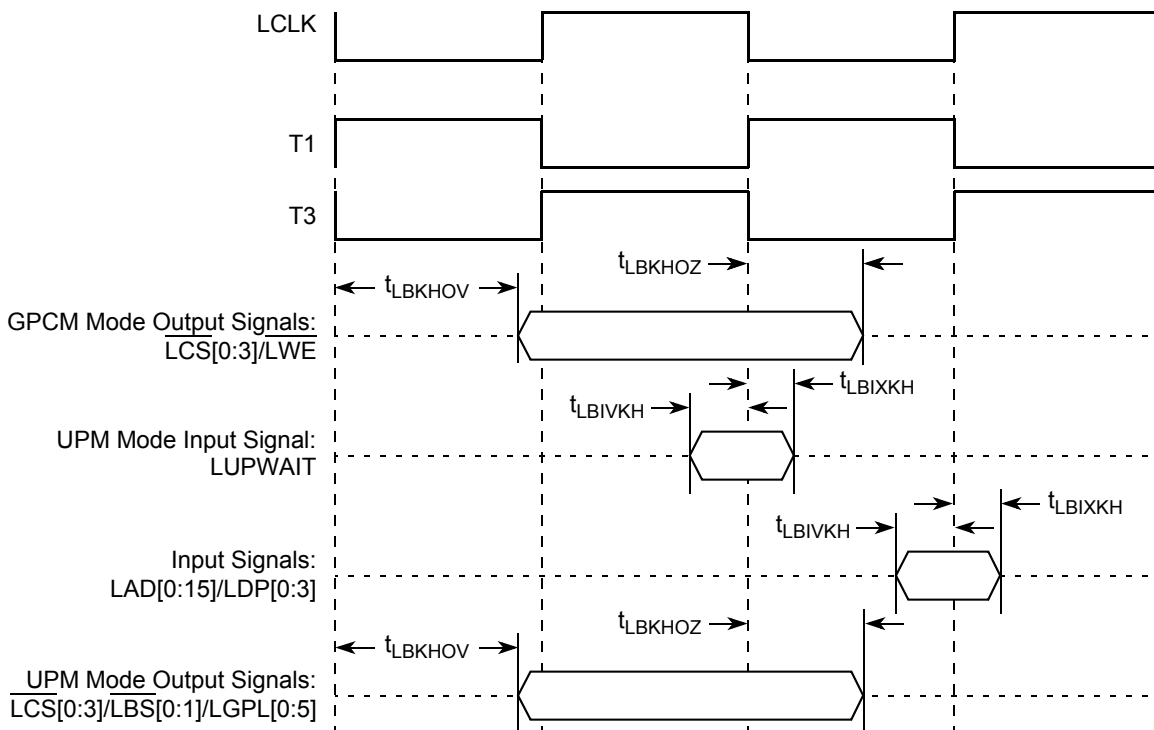 LCLK
T1
T3
tLBKHOZ
tLBKHOV
GPCM Mode Output Signals:
LCS[0:3]/LWE
tLBIXKH
tLBIVKH
UPM Mode Input Signal:
LUPWAIT
tLBIXKH
tLBIVKH
Input Signals:
LAD[0:15]/LDP[0:3]
tLBKHOZ
tLBKHOV
UPM Mode Output Signals:
LCS[0:3]/LBS[0:1]/LGPL[0:5]